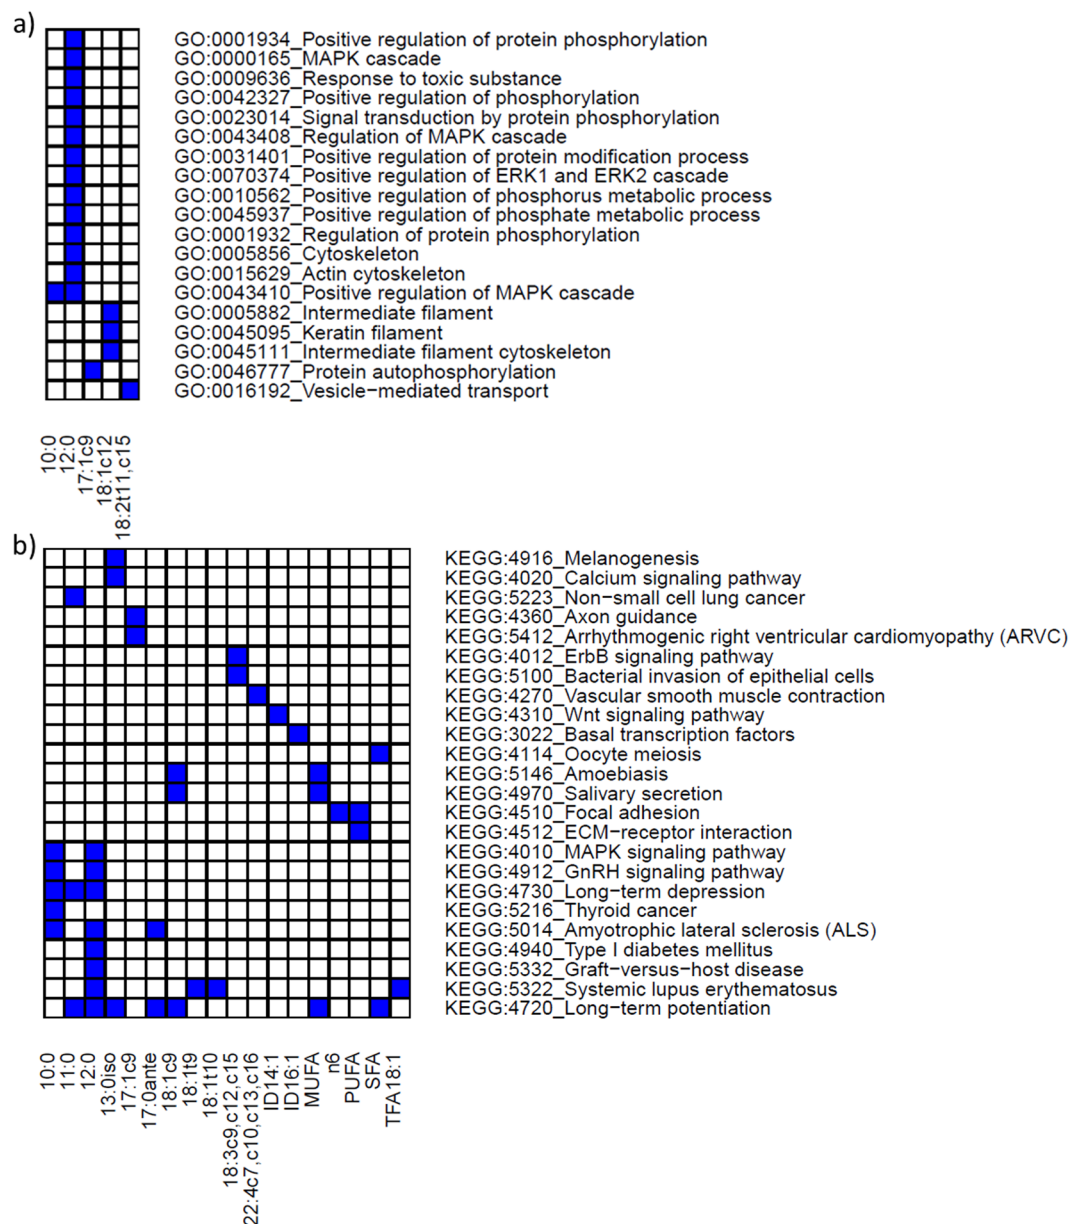 a)
GO:0001934_Positive regulation of protein phosphorylation
GO:0000165_MAPK cascade
GO:0009636_Response to toxic substance
GO:0042327_Positive regulation of phosphorylation
GO:0023014_Signal transduction by protein phosphorylation
GO:0043408_Regulation of MAPK cascade
GO:0031401_Positive regulation of protein modification process
GO:0070374_Positive regulation of ERK1 and ERK2 cascade
GO:0010562_Positive regulation of phosphorus metabolic process
GO:0045937_Positive regulation of phosphate metabolic process
GO:0001932_Regulation of protein phosphorylation
GO:0005856_Cytoskeleton
GO:0015629_Actin cytoskeleton
GO:0043410_Positive regulation of MAPK cascade
GO:0005882_Intermediate filament
GO:0045095_Keratin filament
GO:0045111_Intermediate filament cytoskeleton
GO:0046777_Protein autophosphorylation
GO:0016192_Vesicle−mediated transport
10:0
12:0
17:1c9
18:1c12
18:2t11,c15
b)
KEGG:4916_Melanogenesis
KEGG:4020_Calcium signaling pathway
KEGG:5223_Non−small cell lung cancer
KEGG:4360_Axon guidance
KEGG:5412_Arrhythmogenic right ventricular cardiomyopathy (ARVC)
KEGG:4012_ErbB signaling pathway
KEGG:5100_Bacterial invasion of epithelial cells
KEGG:4270_Vascular smooth muscle contraction
KEGG:4310_Wnt signaling pathway
KEGG:3022_Basal transcription factors
KEGG:4114_Oocyte meiosis
KEGG:5146_Amoebiasis
KEGG:4970_Salivary secretion
KEGG:4510_Focal adhesion
KEGG:4512_ECM−receptor interaction
KEGG:4010_MAPK signaling pathway
KEGG:4912_GnRH signaling pathway
KEGG:4730_Long−term depression
KEGG:5216_Thyroid cancer
KEGG:5014_Amyotrophic lateral sclerosis (ALS)
KEGG:4940_Type I diabetes mellitus
KEGG:5332_Graft−versus−host disease
KEGG:5322_Systemic lupus erythematosus
KEGG:4720_Long−term potentiation
10:0
11:0
12:0
13:0iso
17:1c9
17:0ante
18:1c9
18:1t9
18:1t10
18:3c9,c12,c15
22:4c7,c10,c13,c16
ID14:1
ID16:1
MUFA
n6
PUFA
SFA
TFA18:1